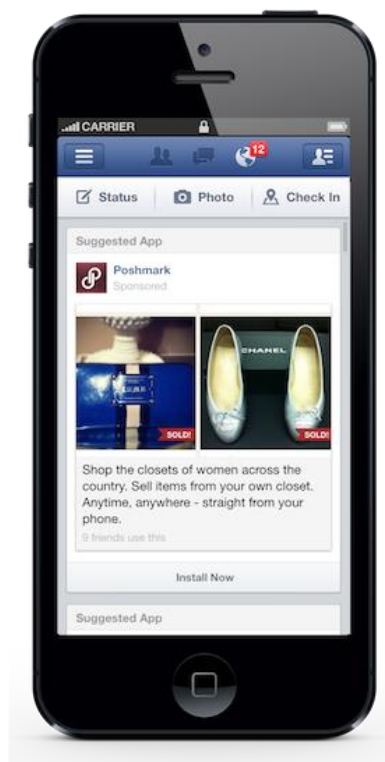 CARRIER
12
Status Photo Check In
Suggested App
Poshmark
Sponsored
CHANEL
SOLD! SOLD!
Shop the closets of women across the
country. Sell items from your own closet.
Anytime, anywhere - straight from your
phone.
9 friends use this
Install Now
Suggested App